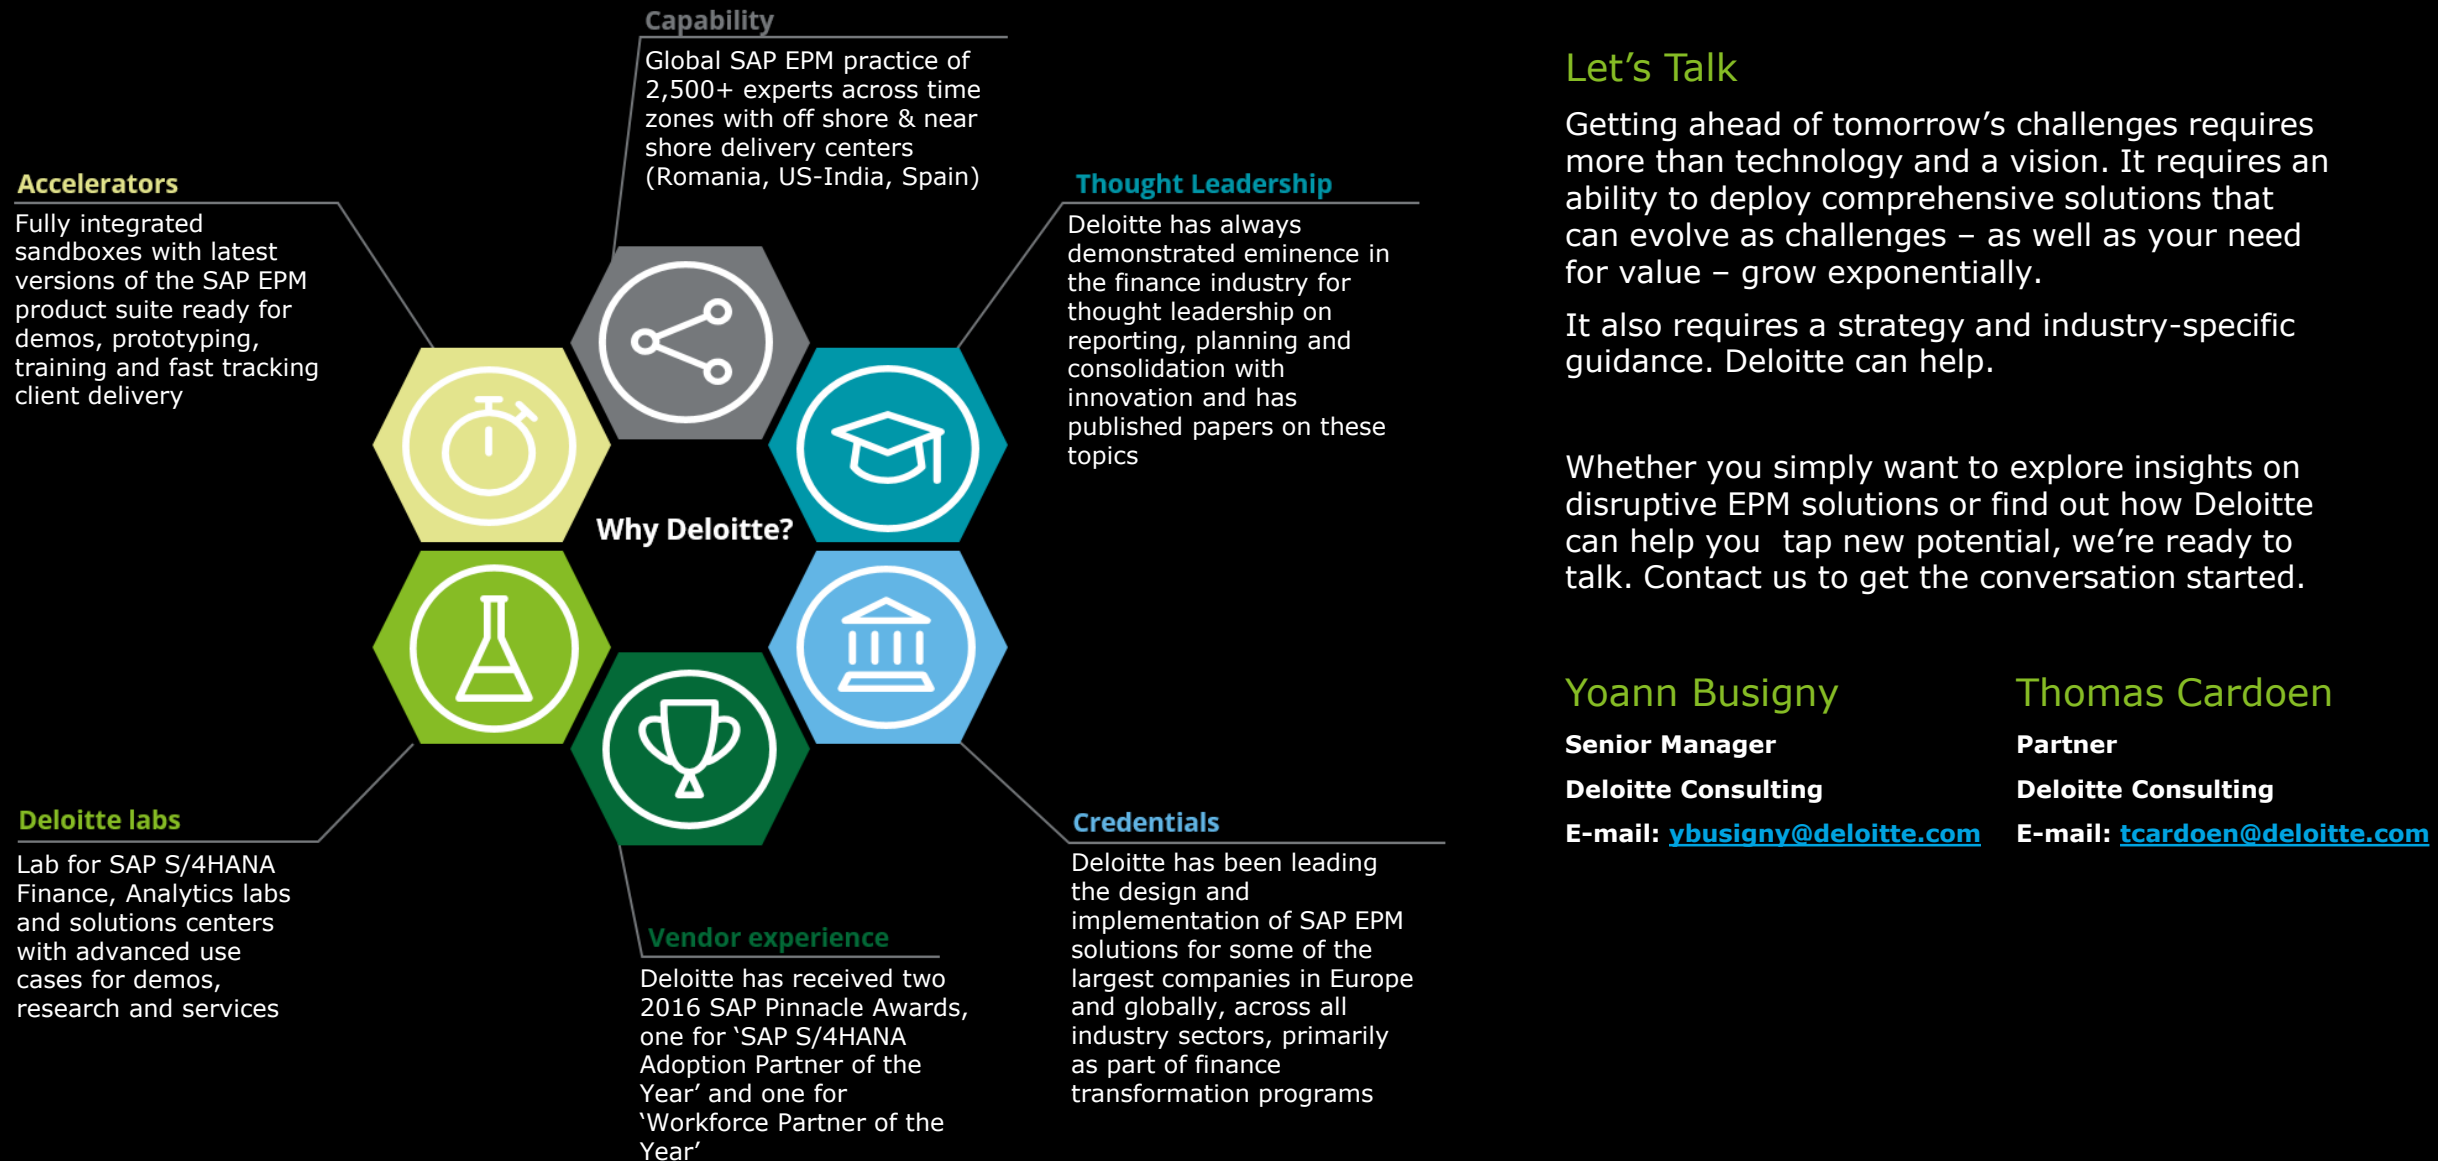 Capability
Global SAP EPM practice of
2,500+ experts across time
zones with off shore & near
shore delivery centers
(Romania, US-India, Spain)
Accelerators
Fully integrated
sandboxes with latest
versions of the SAP EPM
product suite ready for
demos, prototyping,
training and fast tracking
client delivery
Thought Leadership
Deloitte has always
demonstrated eminence in
the finance industry for
thought leadership on
reporting, planning and
consolidation with
innovation and has
published papers on these
topics
Why Deloitte?
Deloitte labs
Lab for SAP S/4HANA
Finance, Analytics labs
and solutions centers
with advanced use
cases for demos,
research and services
Vendor experience
Deloitte has received two
2016 SAP Pinnacle Awards,
one for ‘SAP S/4HANA
Adoption Partner of the
Year’ and one for
‘Workforce Partner of the
Year’
Credentials
Deloitte has been leading
the design and
implementation of SAP EPM
solutions for some of the
largest companies in Europe
and globally, across all
industry sectors, primarily
as part of finance
transformation programs
Let’s Talk
Getting ahead of tomorrow’s challenges requires
more than technology and a vision. It requires an
ability to deploy comprehensive solutions that
can evolve as challenges – as well as your need
for value – grow exponentially.
It also requires a strategy and industry-specific
guidance. Deloitte can help.
Whether you simply want to explore insights on
disruptive EPM solutions or find out how Deloitte
can help you  tap new potential, we’re ready to
talk. Contact us to get the conversation started.
Yoann Busigny
Senior Manager
Deloitte Consulting
E-mail: ybusigny@deloitte.com
Thomas Cardoen
Partner
Deloitte Consulting
E-mail: tcardoen@deloitte.com